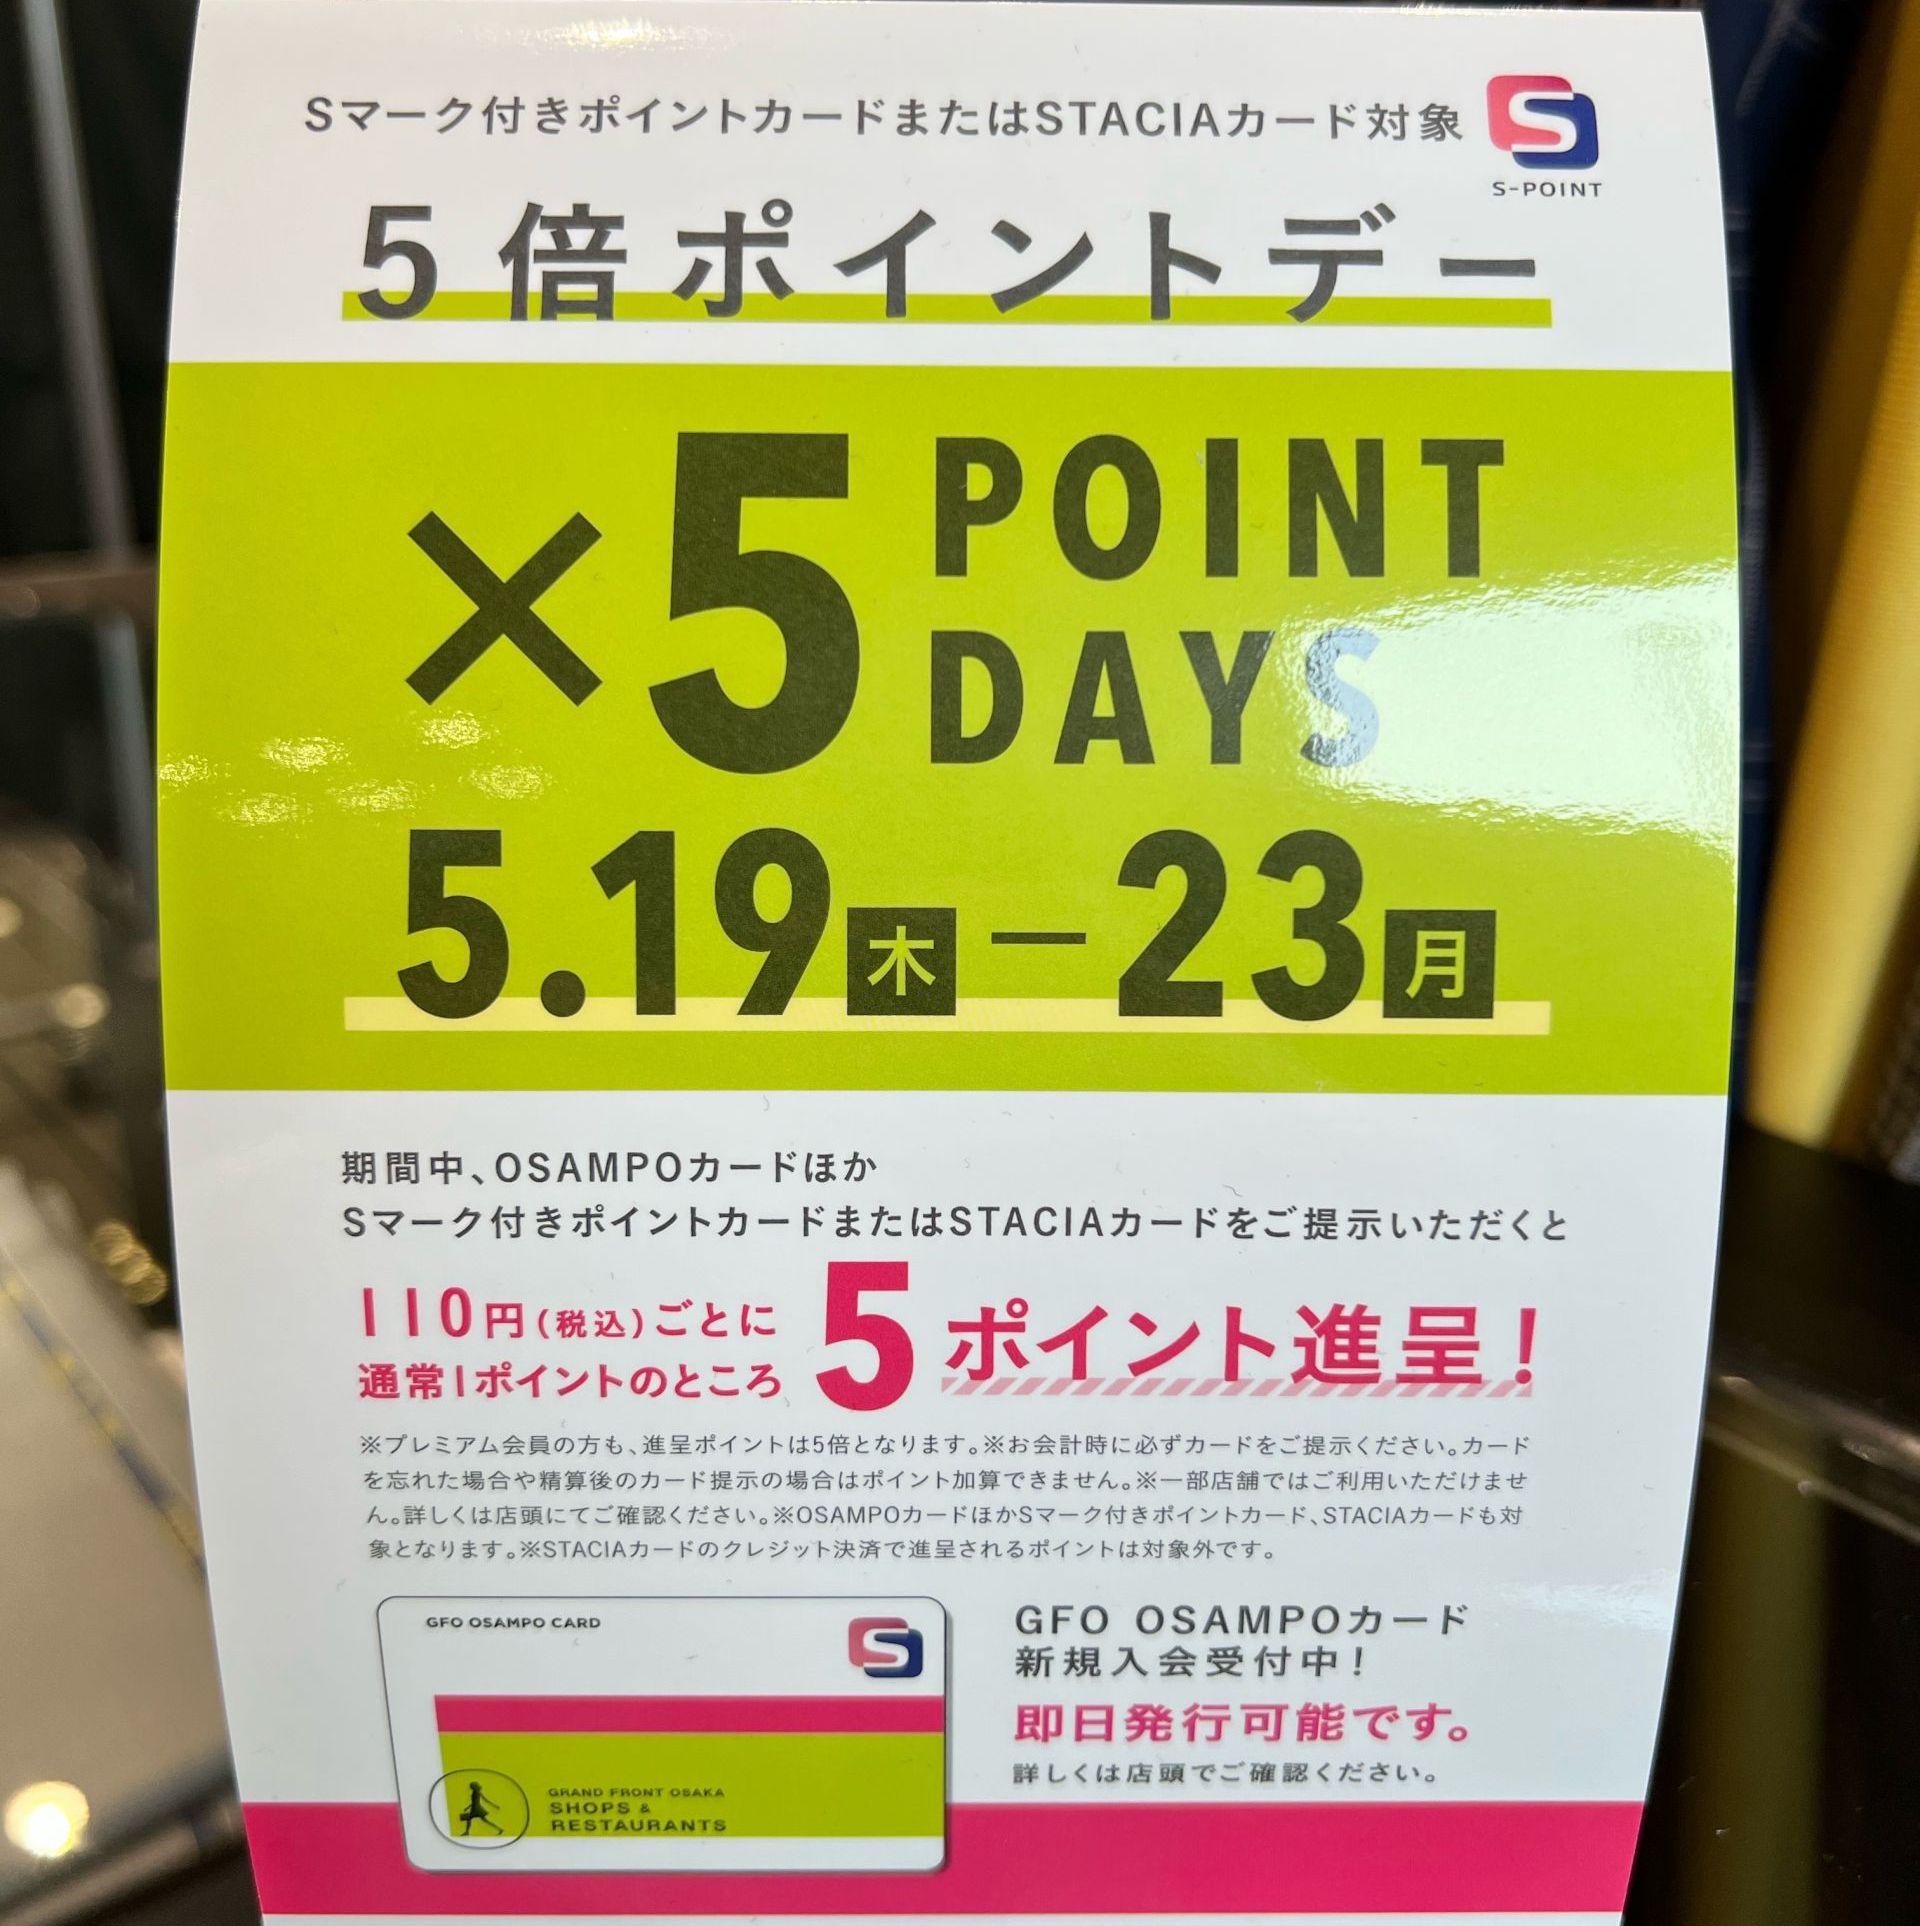 Sマーク付きポイントカードまたはSTACIAカード対象
S
S-POINT
5倍ポイントデー
×5 POINT
DAYS
5.19木―23月
期間中、OSAMPOカードほか
Sマーク付きポイントカードまたはSTACIAカードをご提示いただくと
110円(税込)ごとに
通常1ポイントのところ
5ポイント進呈!
※プレミアム会員の方も、進呈ポイントは5倍となります。※お会計時に必ずカードをご提示ください。カード
を忘れた場合や精算後のカード提示の場合はポイント加算できません。※一部店舗ではご利用いただけませ
ん。詳しくは店頭にてご確認ください。※OSAMPOカードほかSマーク付きポイントカード、STACIAカードも対
象となります。※STACIAカードのクレジット決済で進呈されるポイントは対象外です。
GFO OSAMPO CARD
S
GRAND FRONT OSAKA
SHOPS &
RESTAURANTS
GFO OSAMPOカード
新規入会受付中!
即日発行可能です。
詳しくは店頭でご確認ください。